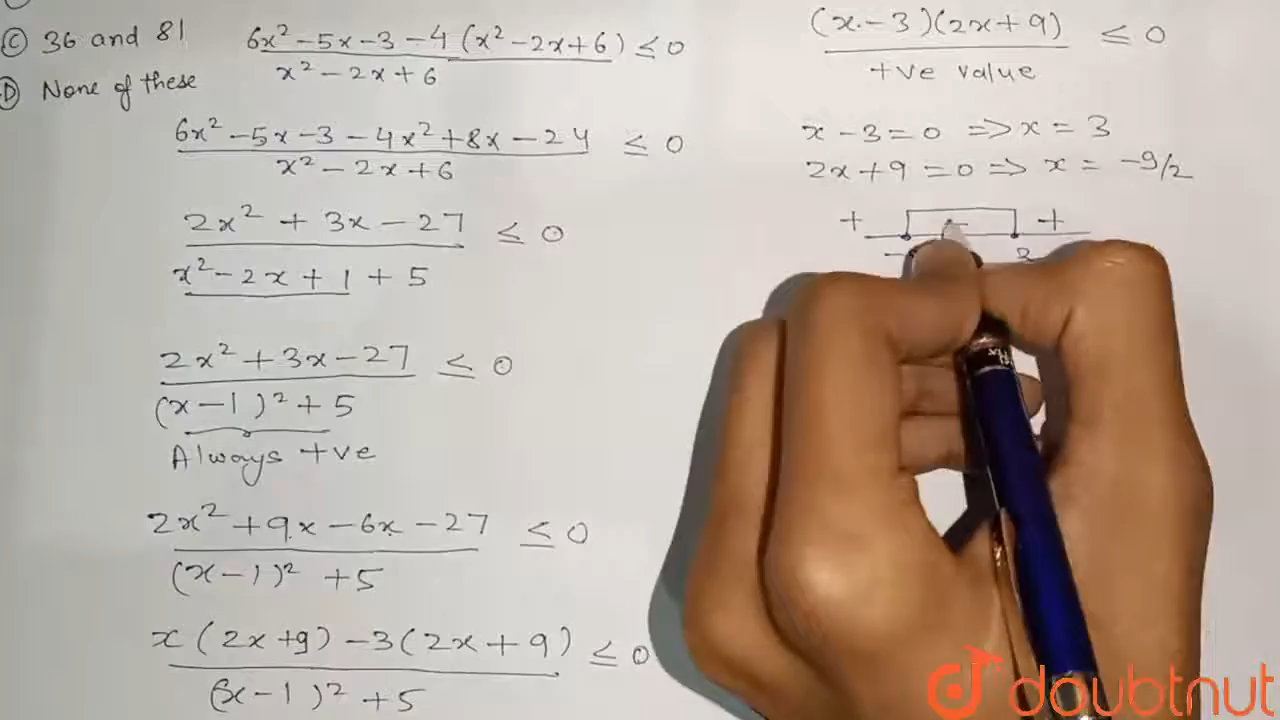 Ⓒ 36 and 81
Ⓓ None of these
6x² - 5x - 3 - 4 (x² - 2x + 6) ≤ 0
x² - 2x + 6
6x² - 5x - 3 - 4x² + 8x - 24 ≤ 0
x² - 2x + 6
2x² + 3x - 27 ≤ 0
x² - 2x + 1 + 5
2x² + 3x - 27 ≤ 0
(x - 1)² + 5
Always +ve
2x² + 9x - 6x - 27 ≤ 0
(x - 1)² + 5
x (2x + 9) - 3 (2x + 9) ≤ 0
(x - 1)² + 5
(x - 3)(2x + 9) ≤ 0
+ve value
x - 3 = 0 => x = 3
2x + 9 = 0 => x = -9/2
+ - +
3
doubtnut